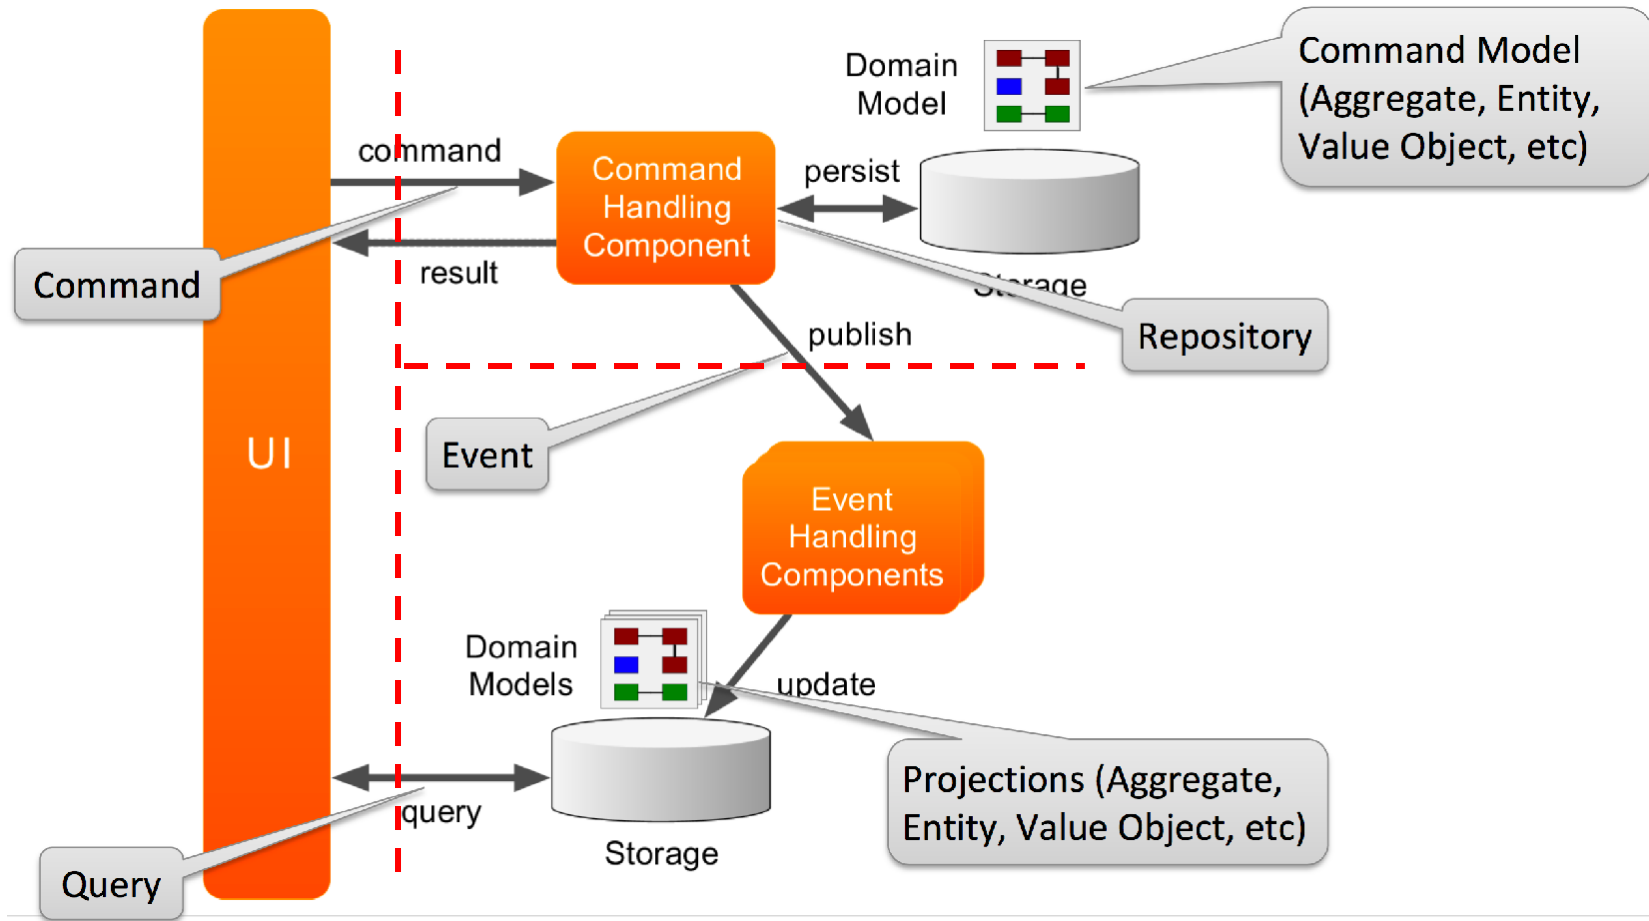 Domain
Model
Command Model
(Aggregate, Entity,
Value Object, etc)
command
Command
Handling
Component
persist
result
Command
Storage
Repository
publish
UI
Event
Event
Handling
Components
Domain
Models
update
Projections (Aggregate,
Entity, Value Object, etc)
query
Storage
Query